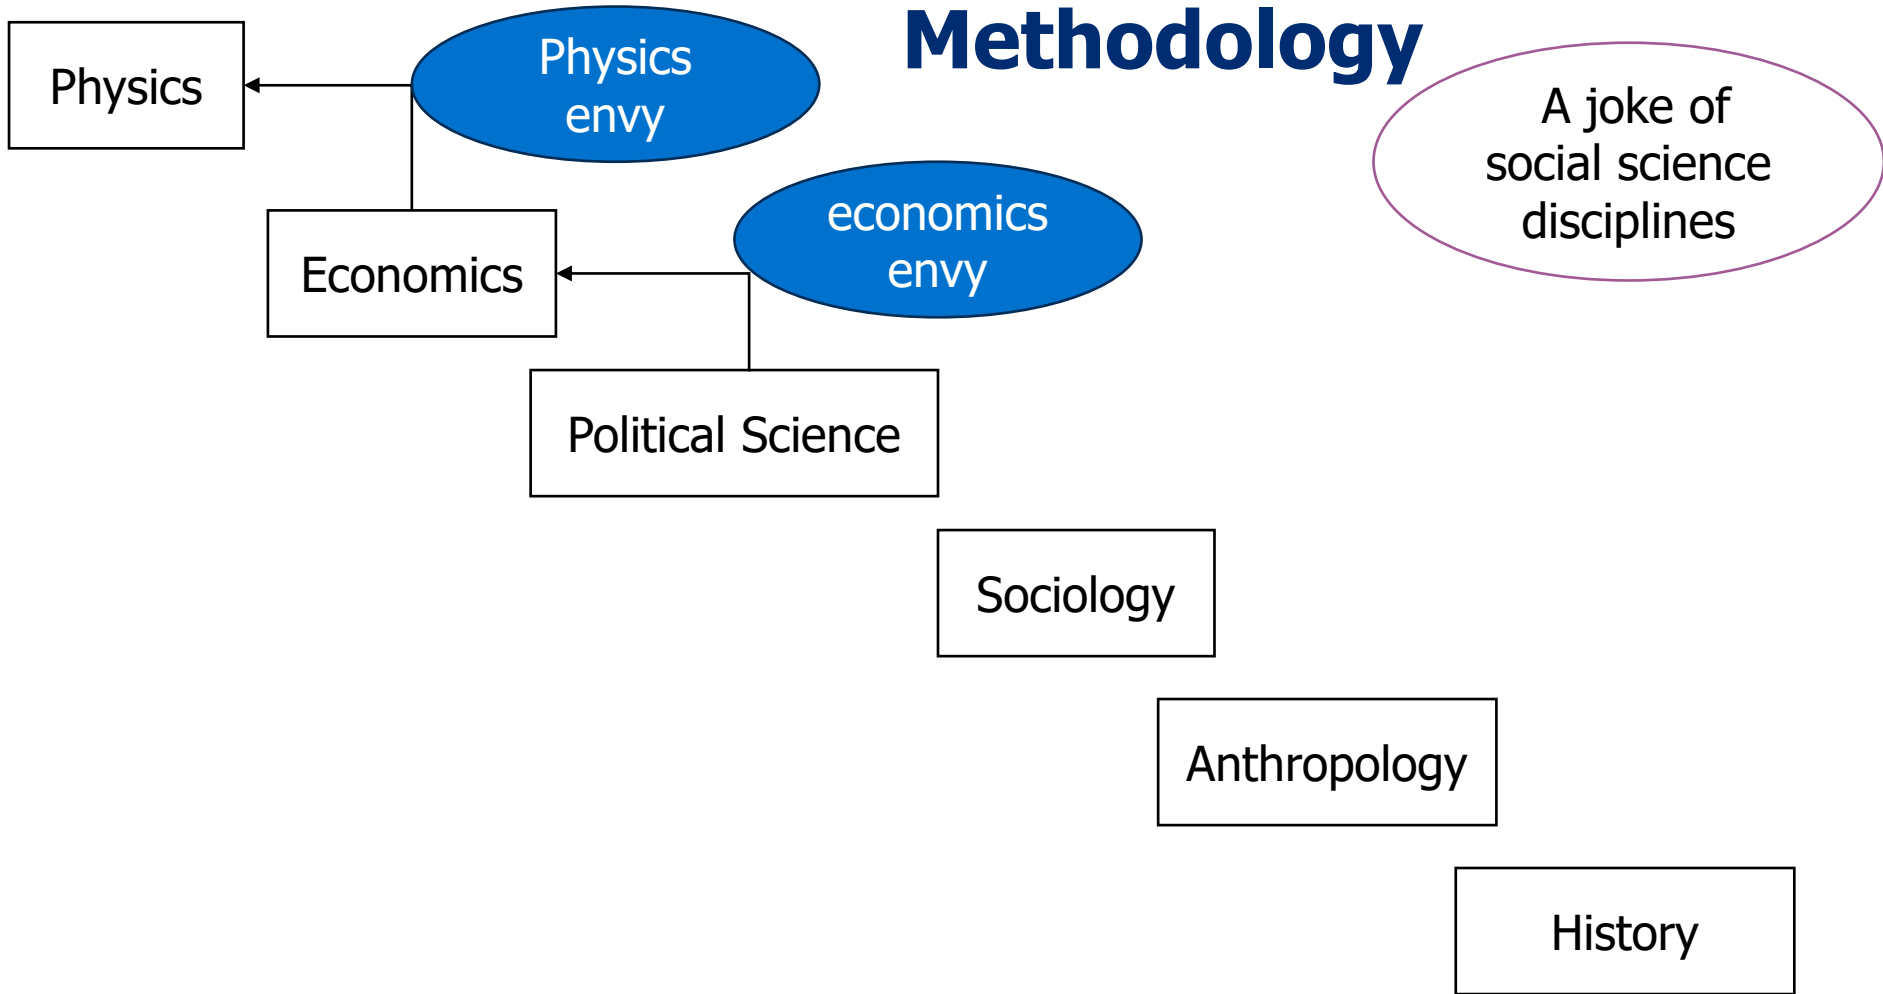 Methodology
Physics
Physics
envy
A joke of
social science
disciplines
Economics
economics
envy
Political Science
Sociology
Anthropology
History